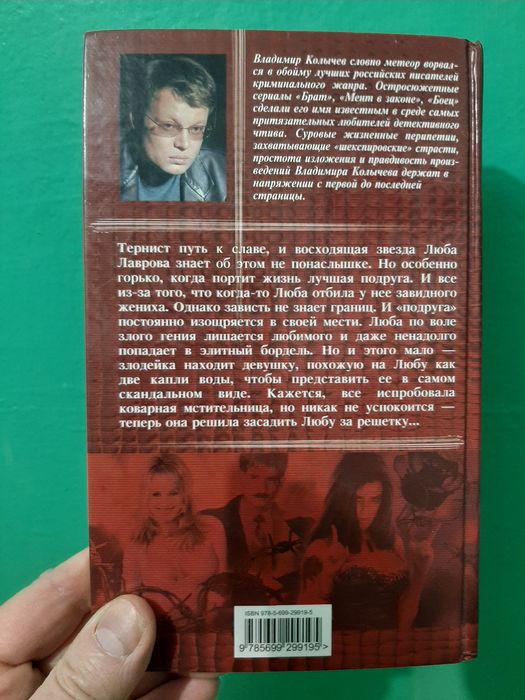 Владимир Колычев словно метеор ворвал-
ся в обойму лучших российских писателей
криминального жанра. Остросюжетные
сериалы «Брат», «Мент в законе», «Боец»
сделали его имя известным в среде самых
притязательных любителей детективного
чтива. Суровые жизненные перипетии,
захватывающие «шекспировские» страсти,
простота изложения и правдивость произ-
ведений Владимира Колычева держат в
напряжении с первой до последней
страницы.
Тернист путь к славе, и восходящая звезда Люба
Лаврова знает об этом не понаслышке. Но особенно
горько, когда портит жизнь лучшая подруга. И все
из-за того, что когда-то Люба отбила у нее завидного
жениха. Однако зависть не знает границ. И «подруга»
постоянно изощряется в своей мести. Люба по воле
злого гения лишается любимого и даже ненадолго
попадает в элитный бордель. Но и этого мало —
злодейка находит девушку, похожую на Любу как
две капли воды, чтобы представить ее в самом
скандальном виде. Кажется, все испробовала
коварная мстительница, но никак не успокоится —
теперь она решила засадить Любу за решетку...
ISBN 978-5-699-29919-5
9 785699 299195 >